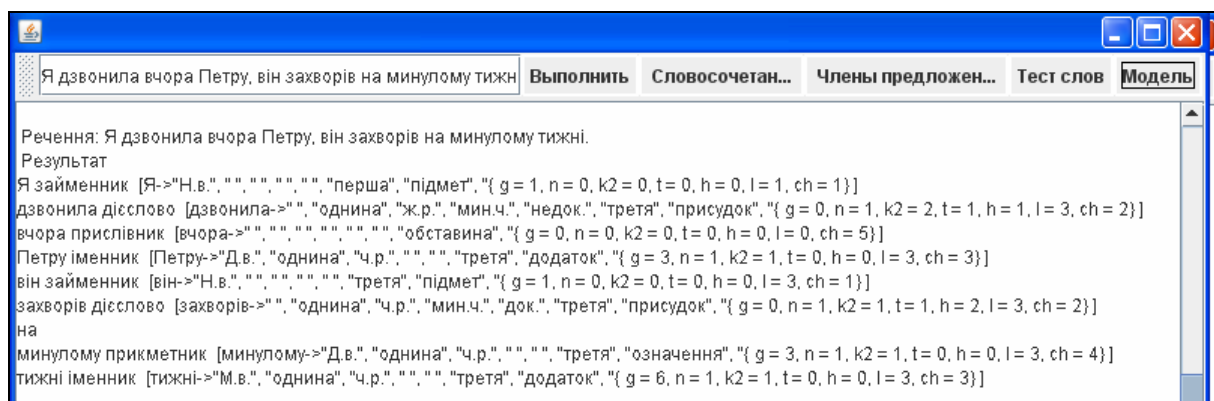 Я дзвонила вчора Петру, він захворів на минулому тижн Выполнить Словосочетан... Члены предложен... Тест слов Модель
Речення: Я дзвонила вчора Петру, він захворів на минулому тижні.
Результат
Я займенник [Я->"Н.в.", " ", " ", " ", " ", "перша", "підмет", "{ g = 1, n = 0, k2 = 0, t = 0, h = 0, l = 1, ch = 1}]
дзвонила дієслово [дзвонила->" ", "однина", "ж.р.", "мин.ч.", "недок.", "третя", "присудок", "{ g = 0, n = 1, k2 = 2, t = 1, h = 1, l = 3, ch = 2}]
вчора прислівник [вчора->" ", " ", " ", " ", " ", " ", "обставина", "{ g = 0, n = 0, k2 = 0, t = 0, h = 0, l = 0, ch = 5}]
Петру іменник [Петру->"Д.в.", "однина", "ч.р.", " ", " ", "третя", "додаток", "{ g = 3, n = 1, k2 = 1, t = 0, h = 0, l = 3, ch = 3}]
він займенник [він->"Н.в.", " ", " ", " ", " ", "третя", "підмет", "{ g = 1, n = 0, k2 = 0, t = 0, h = 0, l = 3, ch = 1}]
захворів дієслово [захворів->" ", "однина", "ч.р.", "мин.ч.", "док.", "третя", "присудок", "{ g = 0, n = 1, k2 = 1, t = 1, h = 2, l = 3, ch = 2}]
на
минулому прикметник [минулому->"Д.в.", "однина", "ч.р.", " ", " ", "третя", "означення", "{ g = 3, n = 1, k2 = 1, t = 0, h = 0, l = 3, ch = 4}]
тижні іменник [тижні->"М.в.", "однина", "ч.р.", " ", " ", "третя", "додаток", "{ g = 6, n = 1, k2 = 1, t = 0, h = 0, l = 3, ch = 3}]